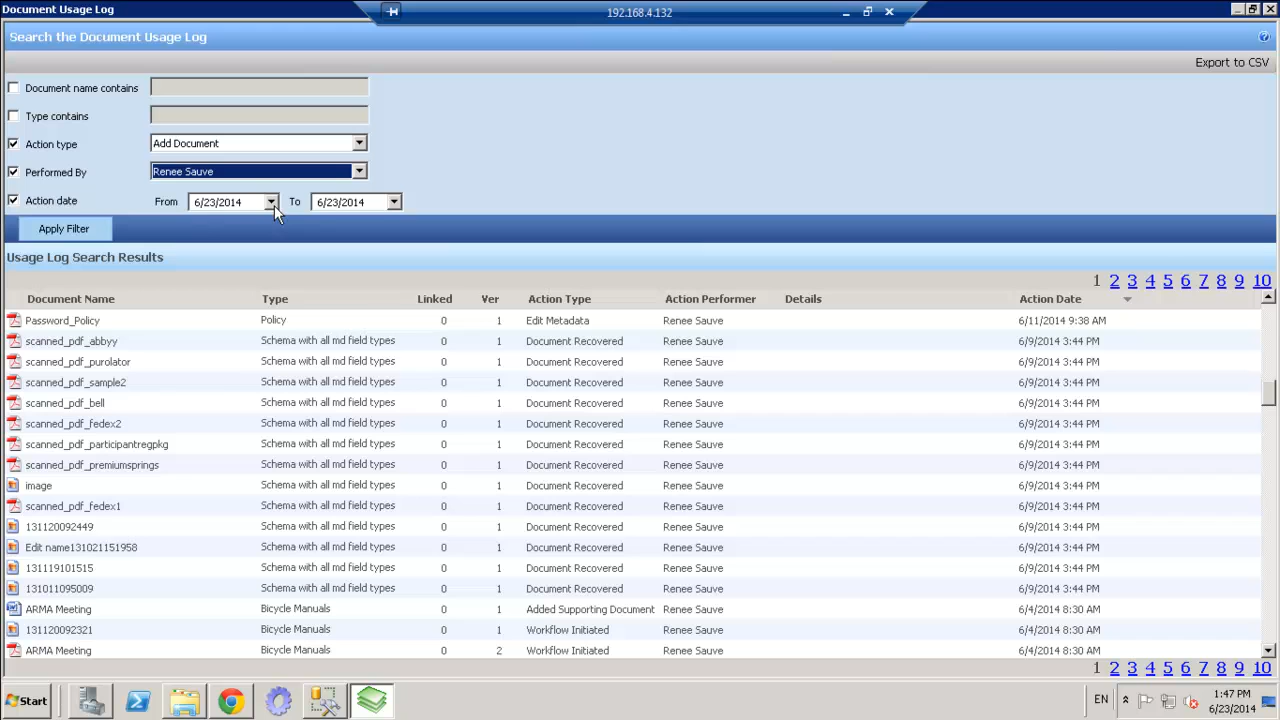 Document Usage Log
192.168.4.132
Search the Document Usage Log
Export to CSV
Document name contains
Type contains
Action type Add Document
Performed By Renee Sauve
Action date From 6/23/2014 To 6/23/2014
Apply Filter
Usage Log Search Results
1 2 3 4 5 6 7 8 9 10
Document Name Type Linked Ver Action Type Action Performer Details Action Date
Password_Policy Policy 0 1 Edit Metadata Renee Sauve 6/11/2014 9:38 AM
scanned_pdf_abbyy Schema with all md field types 0 1 Document Recovered Renee Sauve 6/9/2014 3:44 PM
scanned_pdf_purolator Schema with all md field types 0 1 Document Recovered Renee Sauve 6/9/2014 3:44 PM
scanned_pdf_sample2 Schema with all md field types 0 1 Document Recovered Renee Sauve 6/9/2014 3:44 PM
scanned_pdf_bell Schema with all md field types 0 1 Document Recovered Renee Sauve 6/9/2014 3:44 PM
scanned_pdf_fedex2 Schema with all md field types 0 1 Document Recovered Renee Sauve 6/9/2014 3:44 PM
scanned_pdf_participantregpkg Schema with all md field types 0 1 Document Recovered Renee Sauve 6/9/2014 3:44 PM
scanned_pdf_premiumsprings Schema with all md field types 0 1 Document Recovered Renee Sauve 6/9/2014 3:44 PM
image Schema with all md field types 0 1 Document Recovered Renee Sauve 6/9/2014 3:44 PM
scanned_pdf_fedex1 Schema with all md field types 0 1 Document Recovered Renee Sauve 6/9/2014 3:44 PM
131120092449 Schema with all md field types 0 1 Document Recovered Renee Sauve 6/9/2014 3:44 PM
Edit name131021151958 Schema with all md field types 0 1 Document Recovered Renee Sauve 6/9/2014 3:44 PM
131119101515 Schema with all md field types 0 1 Document Recovered Renee Sauve 6/9/2014 3:44 PM
131011095009 Schema with all md field types 0 1 Document Recovered Renee Sauve 6/9/2014 3:44 PM
ARMA Meeting Bicycle Manuals 0 1 Added Supporting Document Renee Sauve 6/4/2014 8:30 AM
131120092321 Bicycle Manuals 0 1 Workflow Initiated Renee Sauve 6/4/2014 8:30 AM
ARMA Meeting Bicycle Manuals 0 2 Workflow Initiated Renee Sauve 6/4/2014 8:30 AM
1 2 3 4 5 6 7 8 9 10
Start EN 1:47 PM
6/23/2014